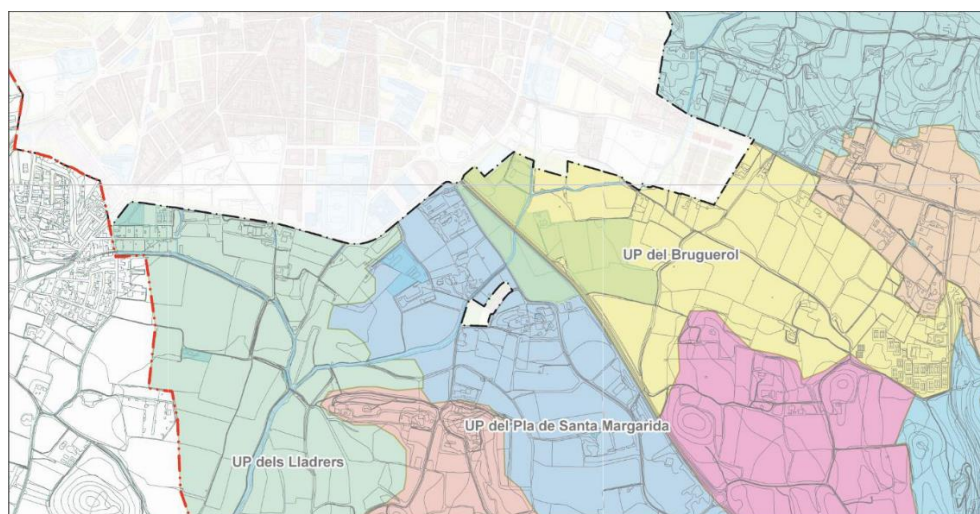 UP del Bruguerol
UP del Pla de Santa Margarida
UP dels Lladrers